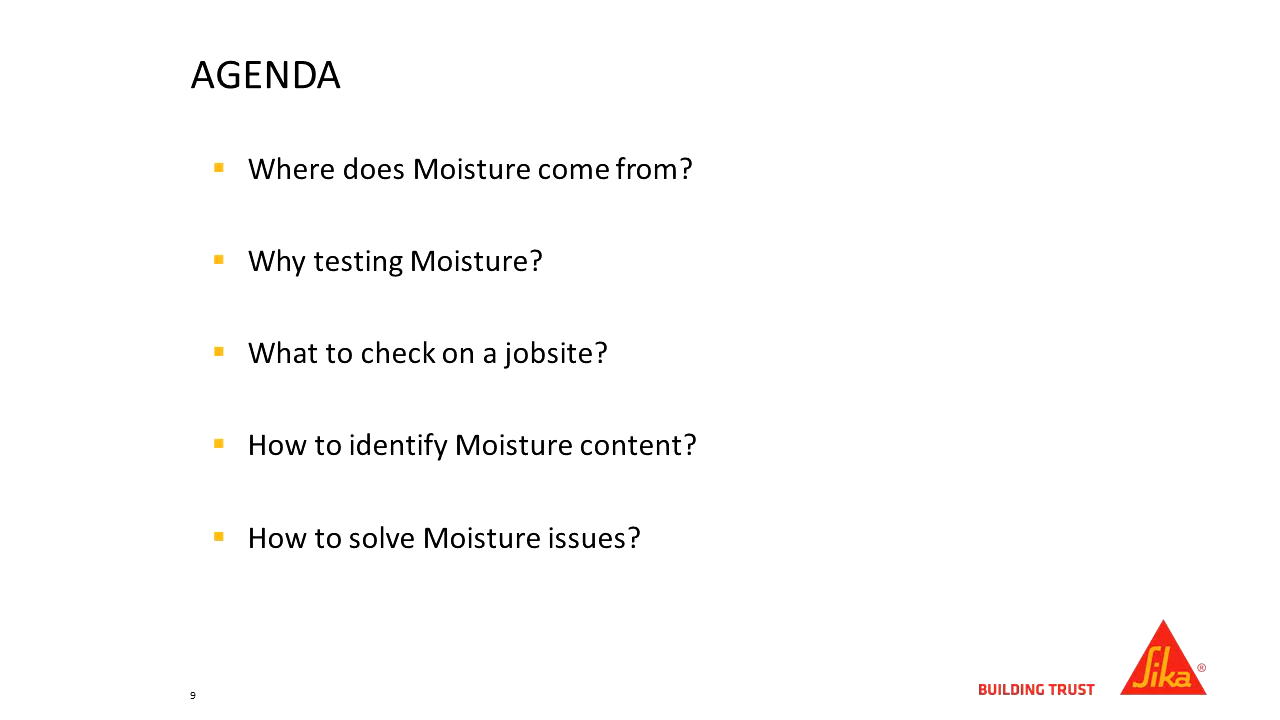 AGENDA
Where does Moisture come from?
Why testing Moisture?
What to check on a jobsite?
How to identify Moisture content?
How to solve Moisture issues?
9
BUILDING TRUST
Sika®